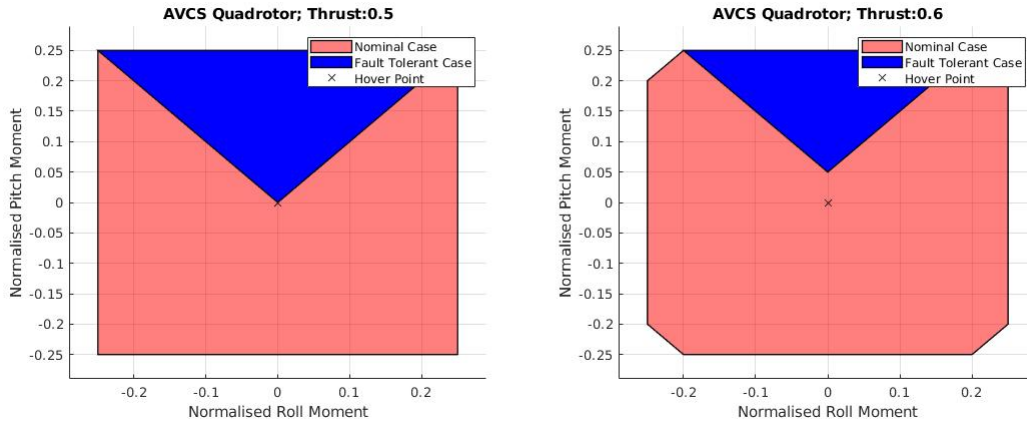 AVCS Quadrotor; Thrust:0.5
Nominal Case
Fault Tolerant Case
Hover Point
Normalised Pitch Moment
0.25
0.2
0.15
0.1
0.05
0
-0.05
-0.1
-0.15
-0.2
-0.25
-0.2
-0.1
0
0.1
0.2
Normalised Roll Moment
AVCS Quadrotor; Thrust:0.6
Nominal Case
Fault Tolerant Case
Hover Point
Normalised Pitch Moment
0.25
0.2
0.15
0.1
0.05
0
-0.05
-0.1
-0.15
-0.2
-0.25
-0.2
-0.1
0
0.1
0.2
Normalised Roll Moment